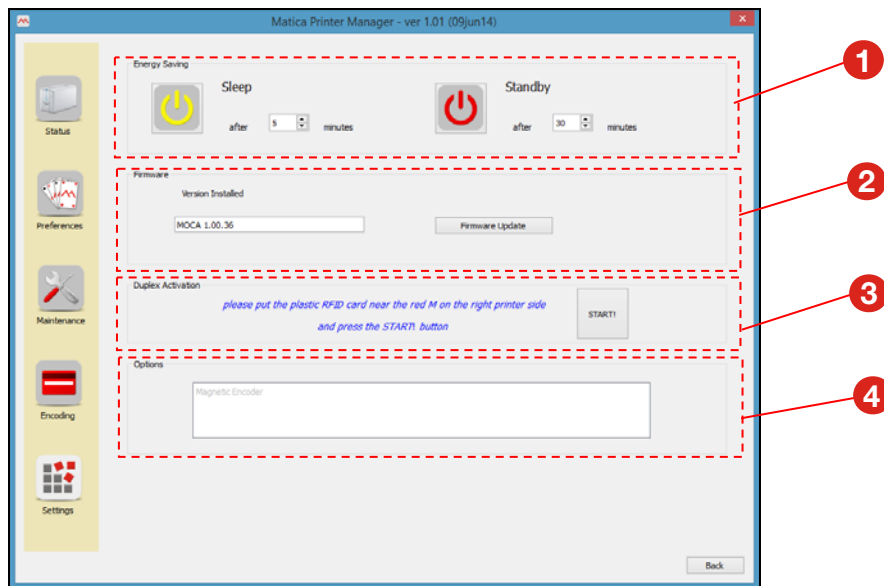 Matica Printer Manager - ver 1.01 (09jun14)
x
Status
Preferences
Maintenance
Encoding
Settings
Energy Saving
Sleep
after 5 minutes
Standby
after 30 minutes
1
Firmware
Version Installed
MOCA 1.00.36
Firmware Update
2
Duplex Activation
please put the plastic RFID card near the red M on the right printer side
and press the START! button
START!
3
Options
Magnetic Encoder
4
Back